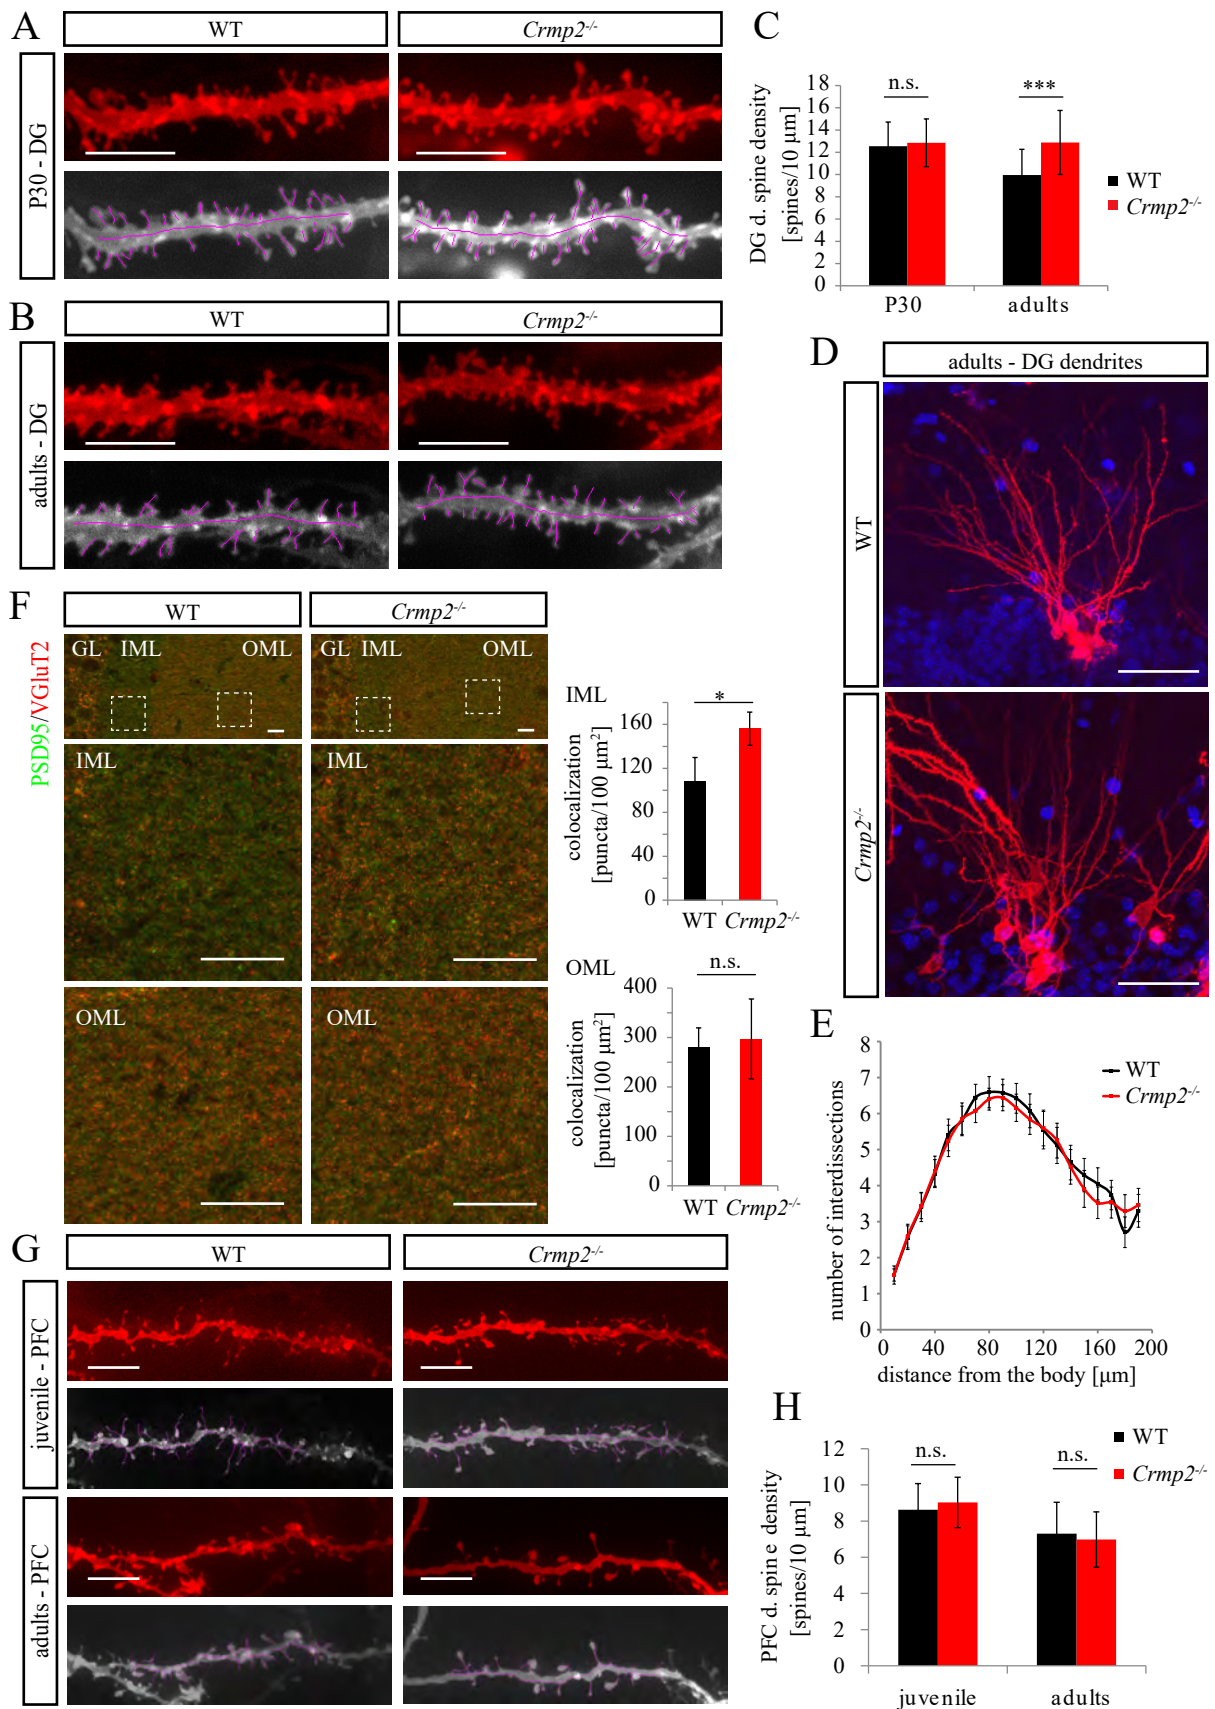 A
WT
Crmp2-/-
P30 - DG
B
WT
Crmp2-/-
adults - DG
C
DG d. spine density
[spines/10 µm]
18
16
14
12
10
8
6
4
2
0
n.s.
***
P30
adults
WT
Crmp2-/-
D
adults - DG dendrites
WT
Crmp2-/-
E
number of interdissections
8
7
6
5
4
3
2
1
0
0 40 80 120 160 200
distance from the body [µm]
WT
Crmp2-/-
F
WT
Crmp2-/-
PSD95/VGluT2
GL IML OML
GL IML OML
IML
IML
OML
OML
IML
colocalization
[puncta/100 µm2]
160
120
80
40
0
*
WT Crmp2-/-
OML
colocalization
[puncta/100 µm2]
400
300
200
100
0
n.s.
WT Crmp2-/-
G
WT
Crmp2-/-
juvenile - PFC
adults - PFC
H
PFC d. spin e density
[spines/10 µm]
12
10
8
6
4
2
0
n.s.
n.s.
juvenile
adults
WT
Crmp2-/-